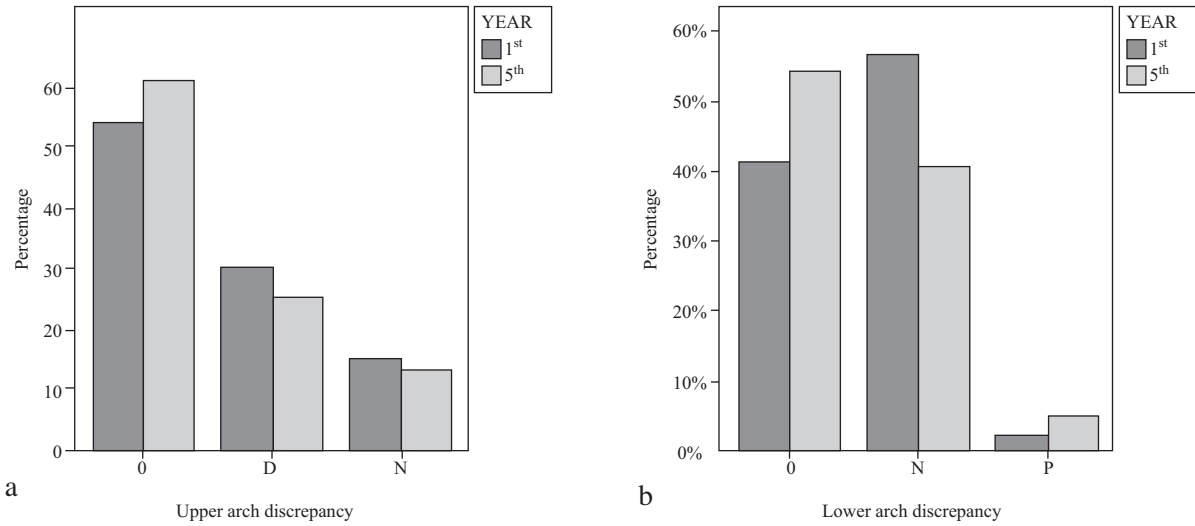 YEAR
1st
5th
60
50
40
30
20
10
0
Percentage
0 D N
Upper arch discrepancy
a
YEAR
1st
5th
60%
50%
40%
30%
20%
10%
0%
Percentage
0 N P
Lower arch discrepancy
b